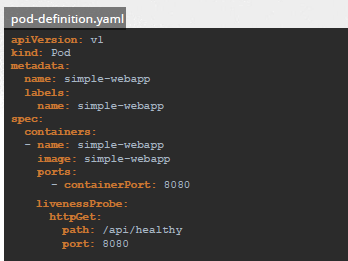 pod-definition.yaml
apiVersion: v1
kind: Pod
metadata:
  name: simple-webapp
  labels:
    name: simple-webapp
spec:
  containers:
  - name: simple-webapp
    image: simple-webapp
    ports:
      - containerPort: 8080
    livenessProbe:
      httpGet:
        path: /api/healthy
        port: 8080